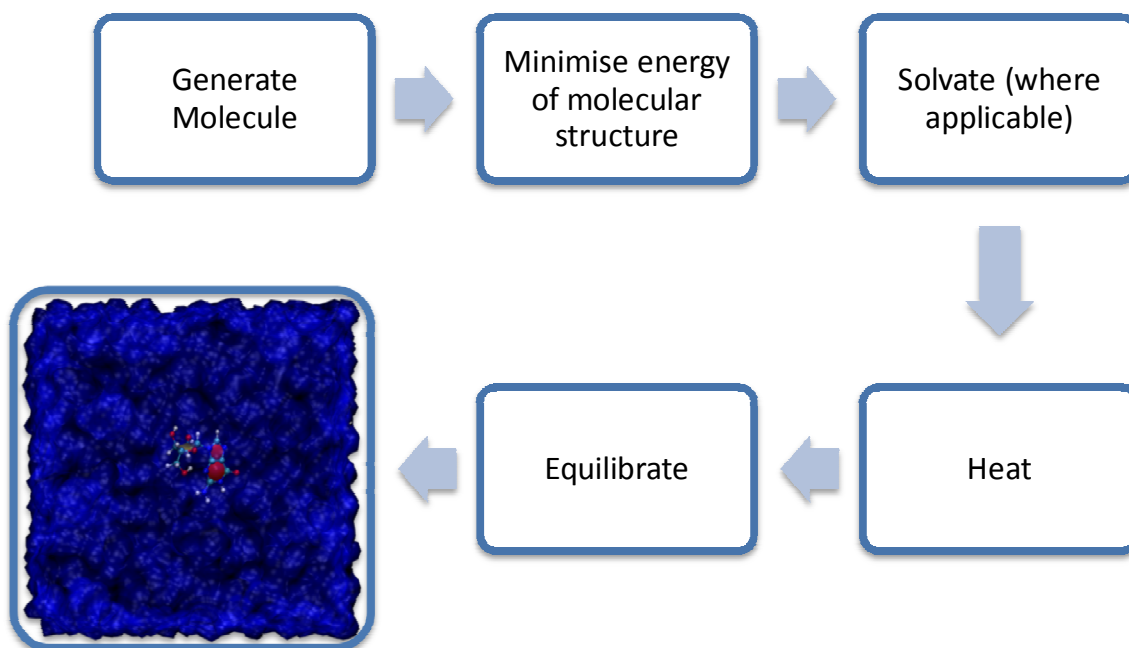 Generate
Molecule
Minimise energy
of molecular
structure
Solvate (where
applicable)
Heat
Equilibrate